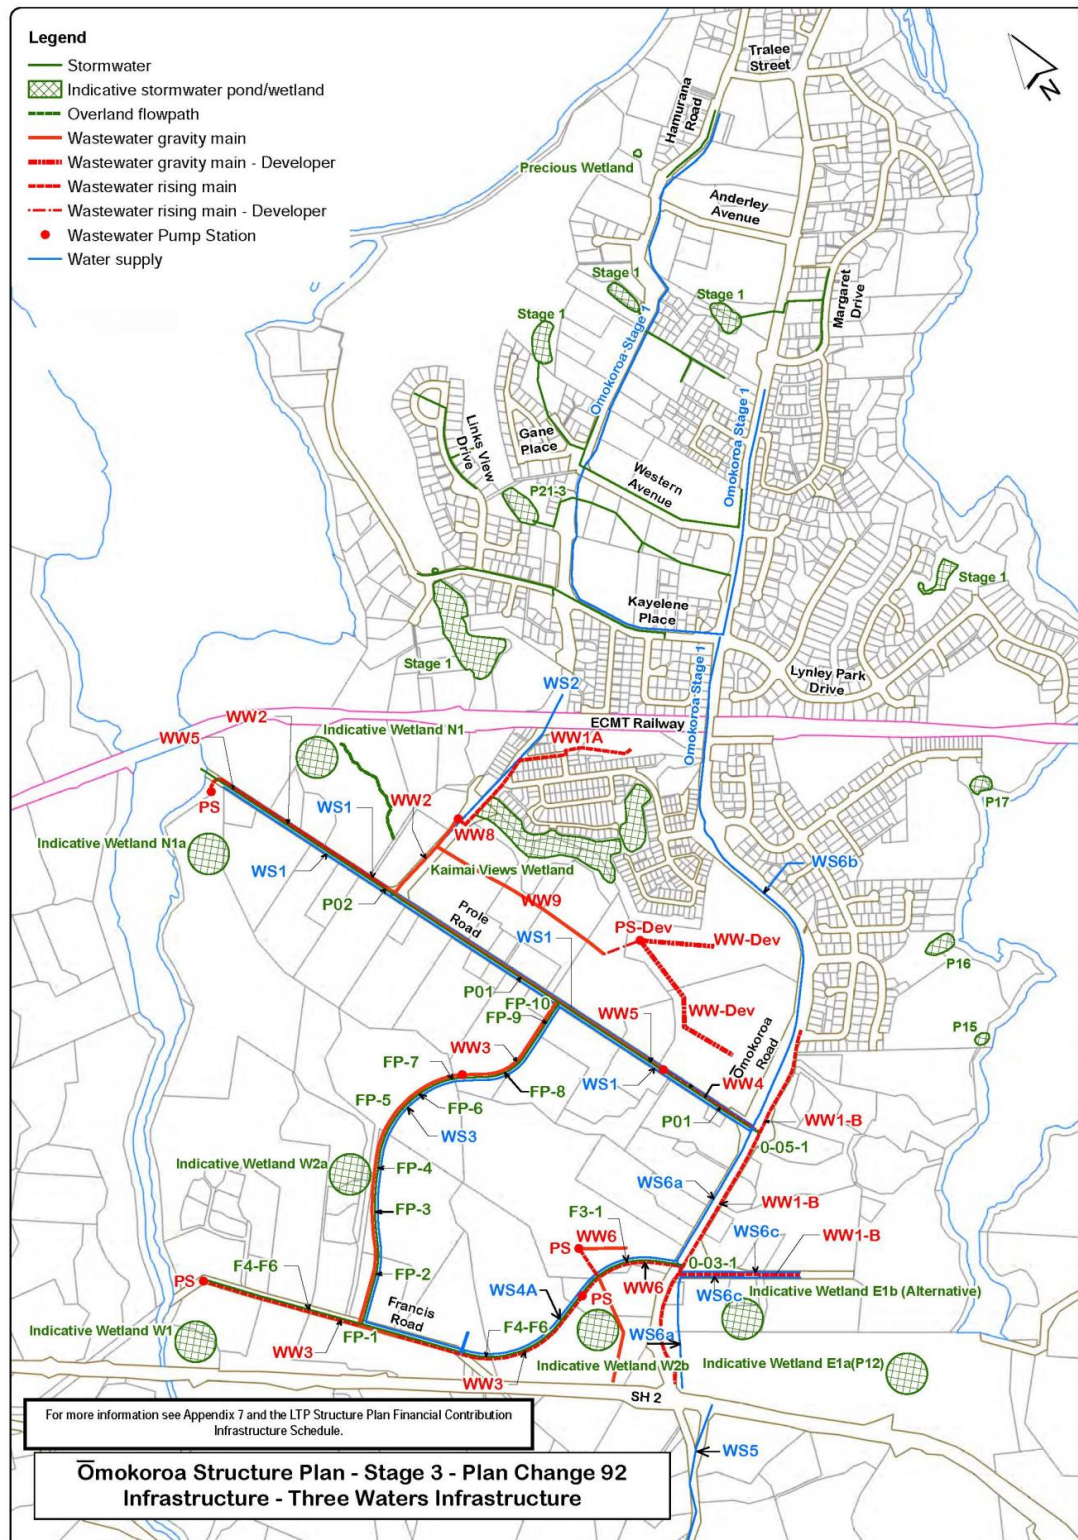 Legend
Stormwater
Indicative stormwater pond/wetland
Overland flowpath
Wastewater gravity main
Wastewater gravity main - Developer
Wastewater rising main
Wastewater rising main - Developer
Wastewater Pump Station
Water supply
N
Tralee
Street
Hamurana
Road
Precious Wetland
Anderley
Avenue
Margaret
Drive
Stage 1
Stage 1
Stage 1
Omokoroa Stage 1
Omokoroa Stage 1
Links View
Drive
Gane
Place
Western
Avenue
P21-3
Stage 1
Kayelene
Place
Stage 1
Lynley Park
Drive
Omokoroa Stage 1
WS2
ECMT Railway
WW2
WW5
Indicative Wetland N1
WW1A
PS
WS1
WW2
WW8
P17
Indicative Wetland N1a
WS1
Kaimai Views Wetland
WS6b
P02
WW9
Prole
Road
PS-Dev
WW-Dev
WS1
P16
P01
FP-10
FP-9
WW5
WW-Dev
P15
Ōmokoroa
Road
WW3
FP-7
FP-8
WS1
WW4
FP-5
FP-6
P01
WW1-B
WS3
0-05-1
Indicative Wetland W2a
FP-4
WS6a
FP-3
F3-1
WW1-B
WS6c
WW1-B
PS
WW6
FP-2
0-03-1
F4-F6
PS
WS4A
WW6
WS6c
PS
Indicative Wetland E1b (Alternative)
Francis
Road
F4-F6
Indicative Wetland W1
FP-1
WW3
WS6a
Indicative Wetland W2b
Indicative Wetland E1a(P12)
WW3
SH 2
For more information see Appendix 7 and the LTP Structure Plan Financial Contribution
Infrastructure Schedule.
WS5
Ōmokoroa Structure Plan - Stage 3 - Plan Change 92
Infrastructure - Three Waters Infrastructure